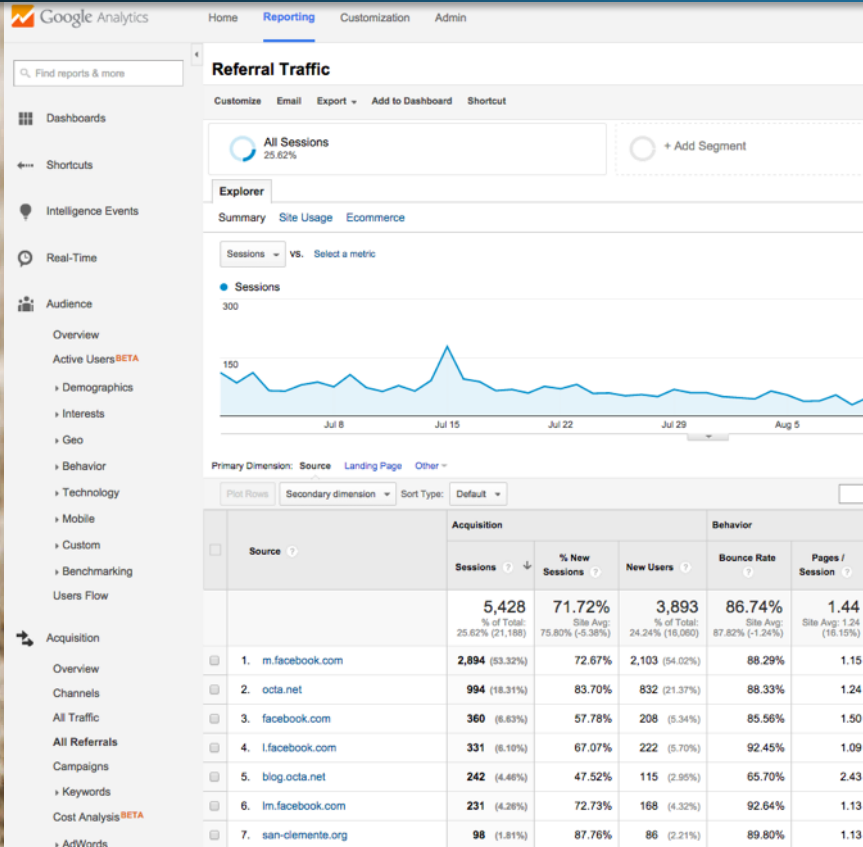 Google Analytics
Home Reporting Customization Admin
Find reports & more
Dashboards
Shortcuts
Intelligence Events
Real-Time
Audience
Overview
Active Users BETA
Demographics
Interests
Geo
Behavior
Technology
Mobile
Custom
Benchmarking
Users Flow
Acquisition
Overview
Channels
All Traffic
All Referrals
Campaigns
Keywords
Cost Analysis BETA
AdWords
Referral Traffic
Customize Email Export Add to Dashboard Shortcut
All Sessions
25.62%
+ Add Segment
Explorer
Summary Site Usage Ecommerce
Sessions VS. Select a metric
Sessions
300
150
Jul 8 Jul 15 Jul 22 Jul 29 Aug 5
Primary Dimension: Source Landing Page Other
Plot Rows Secondary dimension Sort Type: Default
Acquisition Behavior
Source ? Sessions ? % New Sessions ? New Users ? Bounce Rate ? Pages / Session ?
5,428 71.72% 3,893 86.74% 1.44
% of Total: Site Avg: % of Total: Site Avg: Site Avg: 1.24
25.62% (21,188) 75.80% (-5.38%) 24.24% (16,060) 87.82% (-1.24%) (16.15%)
1. m.facebook.com 2,894 (53.32%) 72.67% 2,103 (54.02%) 88.29% 1.15
2. octa.net 994 (18.31%) 83.70% 832 (21.37%) 88.33% 1.24
3. facebook.com 360 (6.63%) 57.78% 208 (5.34%) 85.56% 1.50
4. l.facebook.com 331 (6.10%) 67.07% 222 (5.70%) 92.45% 1.09
5. blog.octa.net 242 (4.46%) 47.52% 115 (2.95%) 65.70% 2.43
6. lm.facebook.com 231 (4.26%) 72.73% 168 (4.32%) 92.64% 1.13
7. san-clemente.org 98 (1.81%) 87.76% 86 (2.21%) 89.80% 1.13